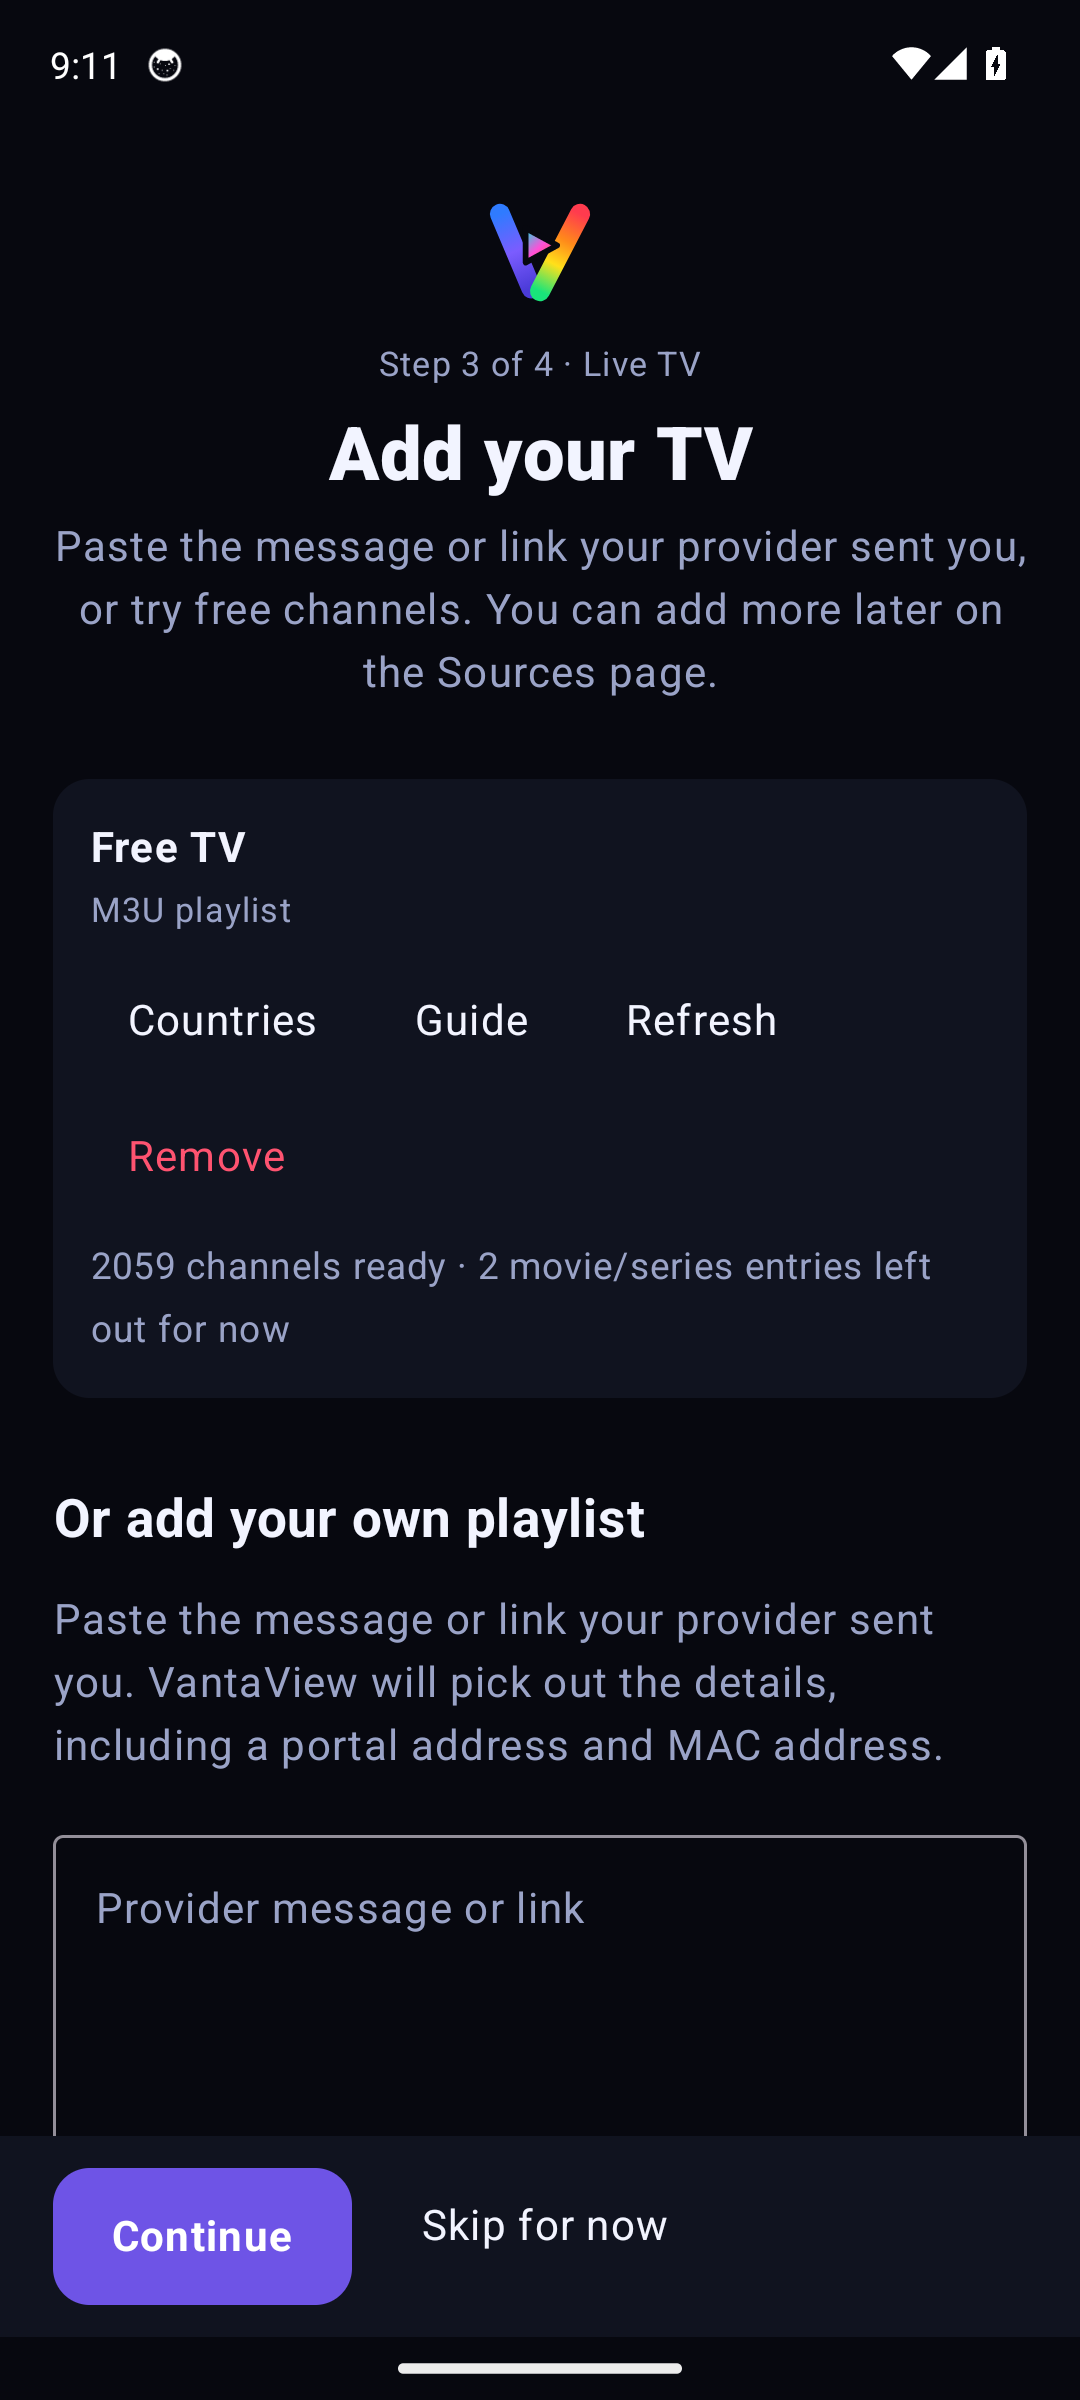 9:11
Step 3 of 4 · Live TV
Add your TV
Paste the message or link your provider sent you,
or try free channels. You can add more later on
the Sources page.
Free TV
M3U playlist
Countries Guide Refresh
Remove
2059 channels ready · 2 movie/series entries left
out for now
Or add your own playlist
Paste the message or link your provider sent
you. VantaView will pick out the details,
including a portal address and MAC address.
Provider message or link
Continue Skip for now